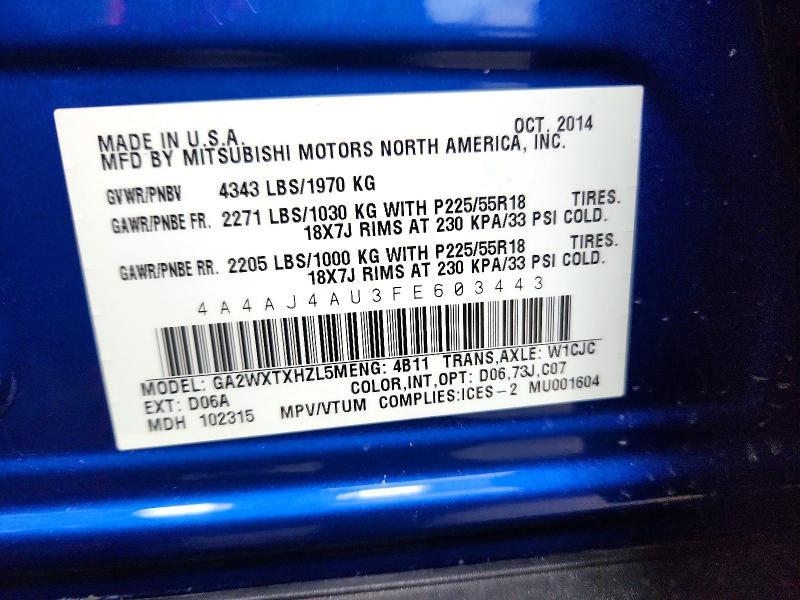 MADE IN U.S.A. OCT. 2014
MFD BY MITSUBISHI MOTORS NORTH AMERICA, INC.
GVWR/PNBV 4343 LBS/1970 KG
GAWR/PNBE FR. 2271 LBS/1030 KG WITH P225/55R18 TIRES.
18X7J RIMS AT 230 KPA/33 PSI COLD.
GAWR/PNBE RR. 2205 LBS/1000 KG WITH P225/55R18 TIRES.
18X7J RIMS AT 230 KPA/33 PSI COLD.
4A4AJ4AU3FE603443
MODEL: GA2WXTXHZL5MENG: 4B11 TRANS,AXLE: W1CJC
EXT: D06A COLOR,INT,OPT: D06,73J,C07
MDH 102315 MPV/VTUM COMPLIES:ICES-2 MU001604